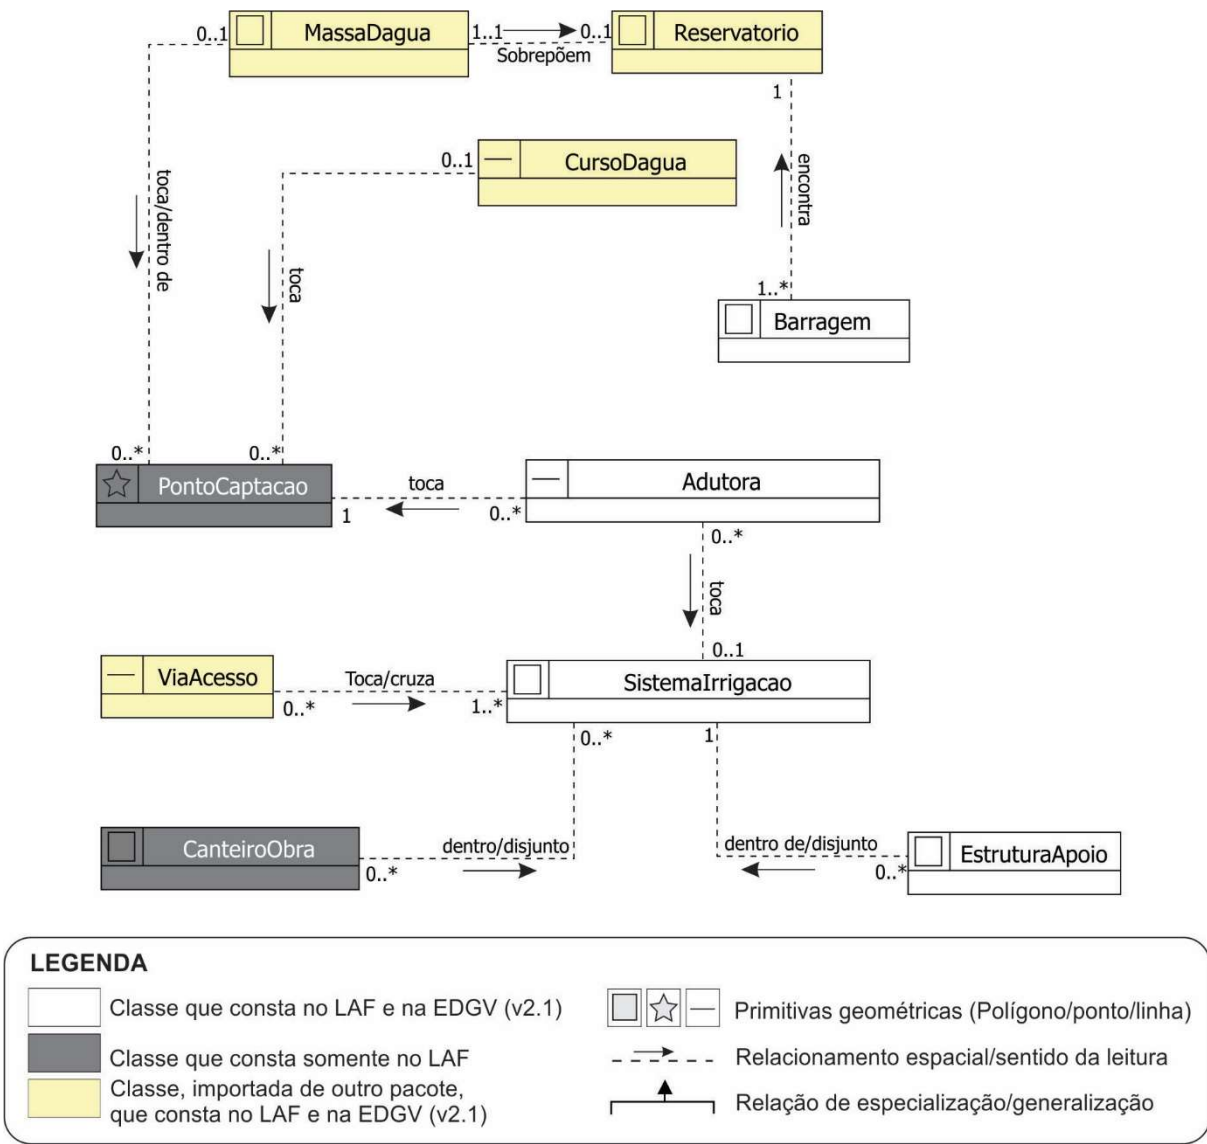 0..1
MassaDagua
1..1
0..1
Reservatorio
Sobrepõem
1
0..1
CursoDagua
toca/dentro de
toca
encontra
1..*
Barragem
0..*
0..*
PontoCaptacao
1
toca
0..*
Adutora
0..*
toca
0..1
ViaAcesso
0..*
Toca/cruza
1..*
SistemaIrrigacao
0..*
1
CanteiroObra
0..*
dentro/disjunto
dentro de/disjunto
0..*
EstruturaApoio
LEGENDA
Classe que consta no LAF e na EDGV (v2.1)
Classe que consta somente no LAF
Classe, importada de outro pacote,
que consta no LAF e na EDGV (v2.1)
Primitivas geométricas (Polígono/ponto/linha)
Relacionamento espacial/sentido da leitura
Relação de especialização/generalização